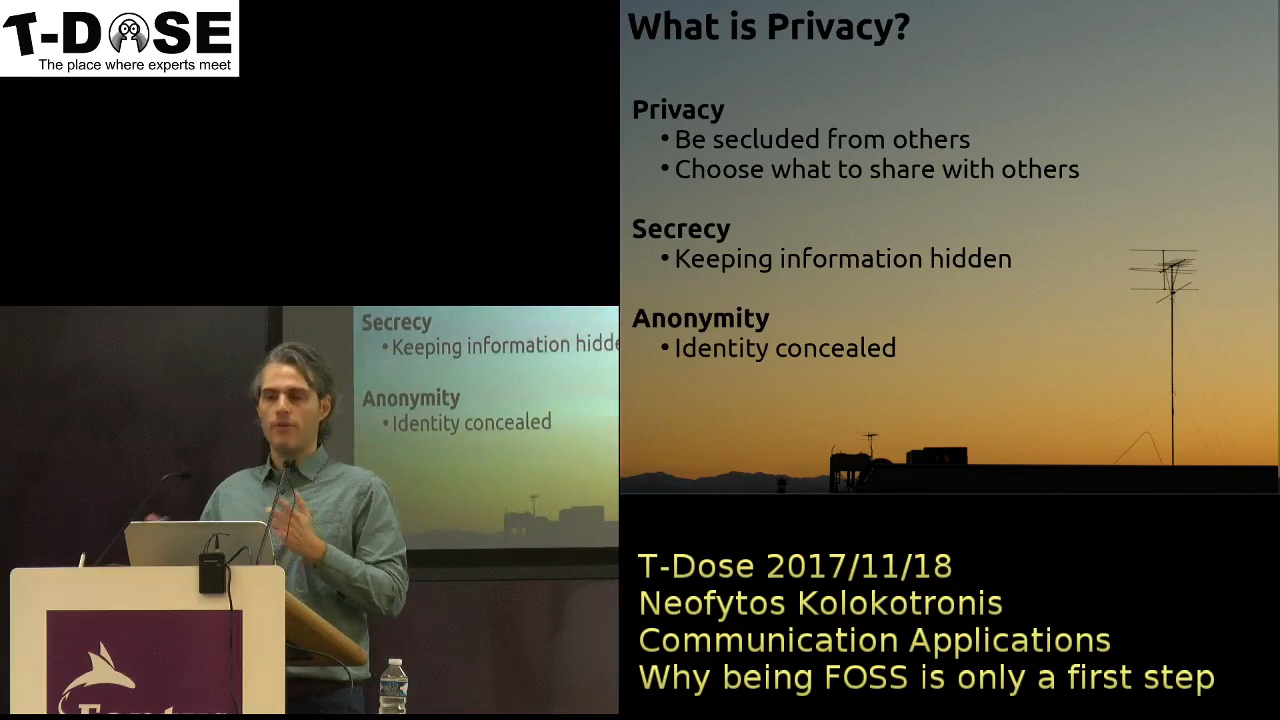 T-DOSE
The place where experts meet
What is Privacy?
Privacy
• Be secluded from others
• Choose what to share with others
Secrecy
• Keeping information hidden
Anonymity
• Identity concealed
Secrecy
• Keeping information hidde
Anonymity
• Identity concealed
T-Dose 2017/11/18
Neofytos Kolokotronis
Communication Applications
Why being FOSS is only a first step